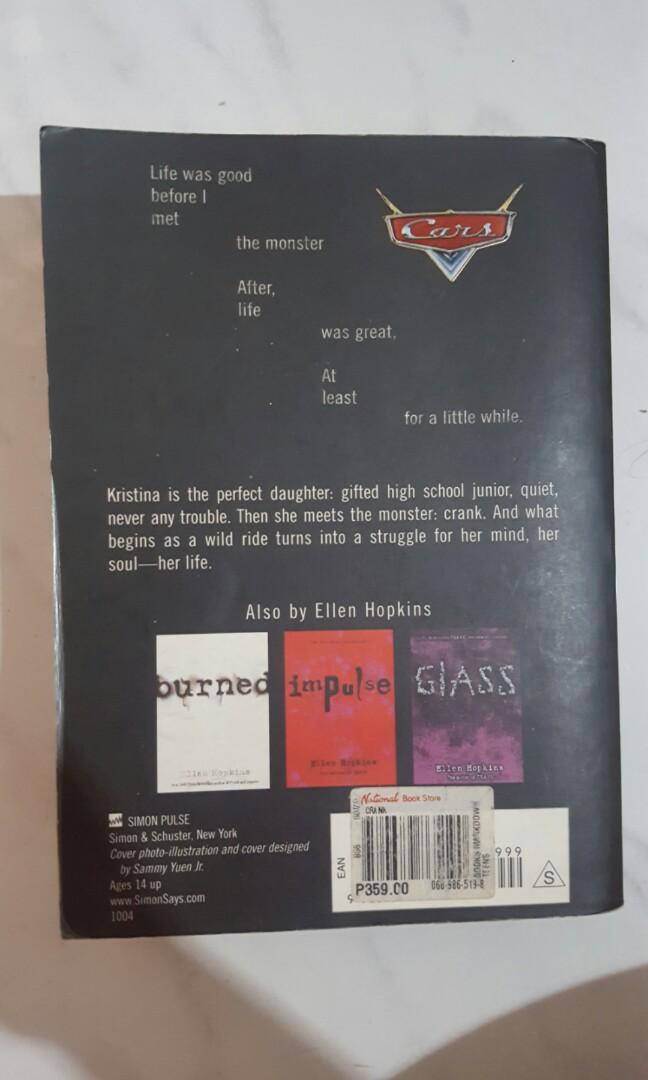 Life was good
before I
met
the monster
Cars
After,
life
was great,
At
least
for a little while.
Kristina is the perfect daughter: gifted high school junior, quiet,
never any trouble. Then she meets the monster: crank. And what
begins as a wild ride turns into a struggle for her mind, her
soul—her life.
Also by Ellen Hopkins
burned
Ellen Hopkins
impulse
Ellen Hopkins
GLASS
Ellen Hopkins
SIMON PULSE
Simon & Schuster, New York
Cover photo-illustration and cover designed
by Sammy Yuen Jr.
Ages 14 up
www.SimonSays.com
1004
EAN
National Book Store
CRANK
P359.00
TEENS
999
S